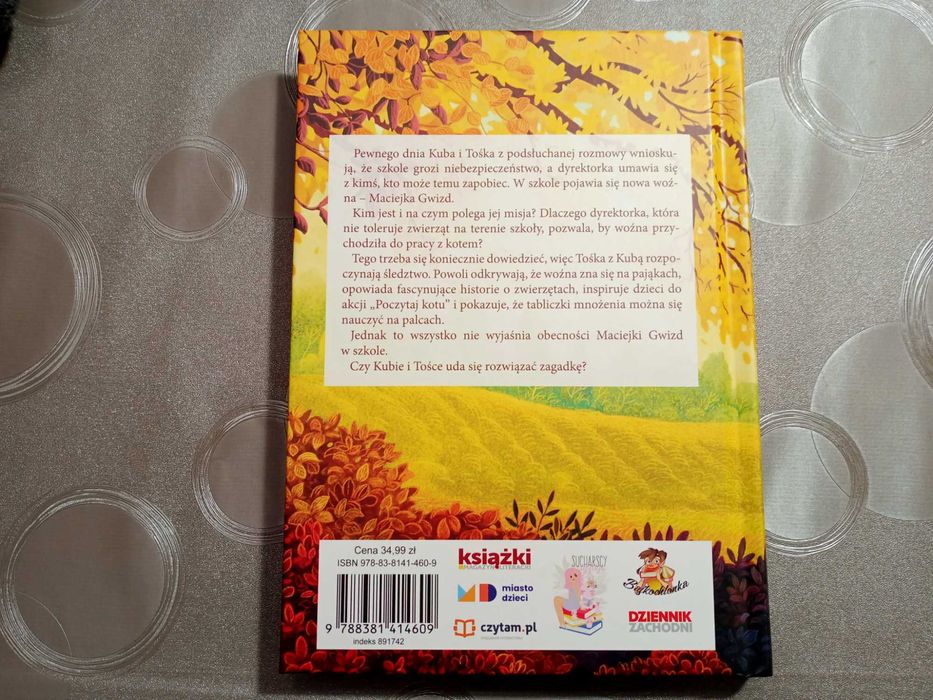 Pewnego dnia Kuba i Tośka z podsłuchanej rozmowy wniosku-
ją, że szkole grozi niebezpieczeństwo, a dyrektorka umawia się
z kimś, kto może temu zapobiec. W szkole pojawia się nowa woź-
na – Maciejka Gwizd.
Kim jest i na czym polega jej misja? Dlaczego dyrektorka, która
nie toleruje zwierząt na terenie szkoły, pozwala, by woźna przy-
chodziła do pracy z kotem?
Tego trzeba się koniecznie dowiedzieć, więc Tośka z Kubą rozpo-
czynają śledztwo. Powoli odkrywają, że woźna zna się na pająkach,
opowiada fascynujące historie o zwierzętach, inspiruje dzieci do
akcji „Poczytaj kotu” i pokazuje, że tabliczki mnożenia można się
nauczyć na palcach.
Jednak to wszystko nie wyjaśnia obecności Maciejki Gwizd
w szkole.
Czy Kubie i Tośce uda się rozwiązać zagadkę?
Cena 34,99 zł
ISBN 978-83-8141-460-9
9 788381 414609
indeks 891742
książki
MAGAZYN LITERACKI
miasto
dzieci
czytam.pl
SUCHARSCY
Bajkochłonka
DZIENNIK
ZACHODNI